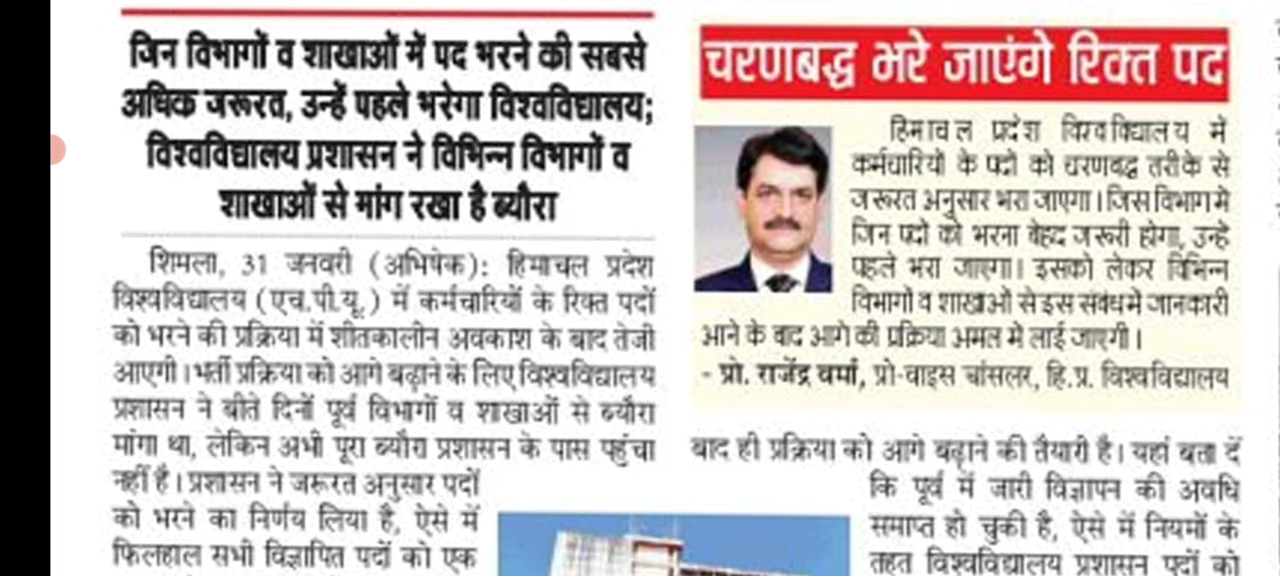 जिन विभागों व शाखाओं में पद भरने की सबसे
अधिक जरूरत, उन्हें पहले भरेगा विश्वविद्यालय;
विश्वविद्यालय प्रशासन ने विभिन्न विभागों व
शाखाओं से मांग रखा है ब्यौरा
शिमला, 31 जनवरी (अभिषेक): हिमाचल प्रदेश
विश्वविद्यालय (एच.पी.यू.) में कर्मचारियों के रिक्त पदों
को भरने की प्रक्रिया में शीतकालीन अवकाश के बाद तेजी
आएगी। भर्ती प्रक्रिया को आगे बढ़ाने के लिए विश्वविद्यालय
प्रशासन ने बीते दिनों पूर्व विभागों व शाखाओं से ब्यौरा
मांगा था, लेकिन अभी पूरा ब्यौरा प्रशासन के पास पहुंचा
नहीं है। प्रशासन ने जरूरत अनुसार पदों
को भरने का निर्णय लिया है, ऐसे में
फिलहाल सभी विज्ञापित पदों को एक
चरणबद्ध भरे जाएंगे रिक्त पद
हिमाचल प्रदेश विश्वविद्यालय में
कर्मचारियों के पदों को चरणबद्ध तरीके से
जरूरत अनुसार भरा जाएगा। जिस विभाग में
जिन पदों को भरना बेहद जरूरी होगा, उन्हें
पहले भरा जाएगा। इसको लेकर विभिन्न
विभागों व शाखाओं से इस संबंध में जानकारी
आने के बाद आगे की प्रक्रिया अमल में लाई जाएगी।
- प्रो. राजेंद्र वर्मा, प्रो-वाइस चांसलर, हि.प्र. विश्वविद्यालय
बाद ही प्रक्रिया को आगे बढ़ाने की तैयारी है। यहां बता दें
कि पूर्व में जारी विज्ञापन की अवधि
समाप्त हो चुकी है, ऐसे में नियमों के
तहत विश्वविद्यालय प्रशासन पदों को